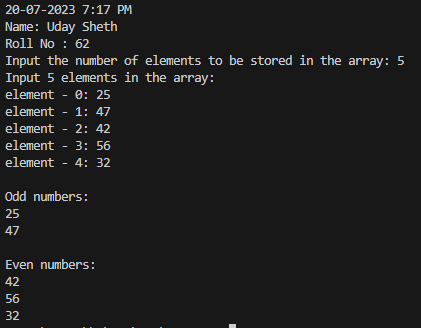 20-07-2023 7:17 PM
Name: Uday Sheth
Roll No : 62
Input the number of elements to be stored in the array: 5
Input 5 elements in the array:
element - 0: 25
element - 1: 47
element - 2: 42
element - 3: 56
element - 4: 32
Odd numbers:
25
47
Even numbers:
42
56
32